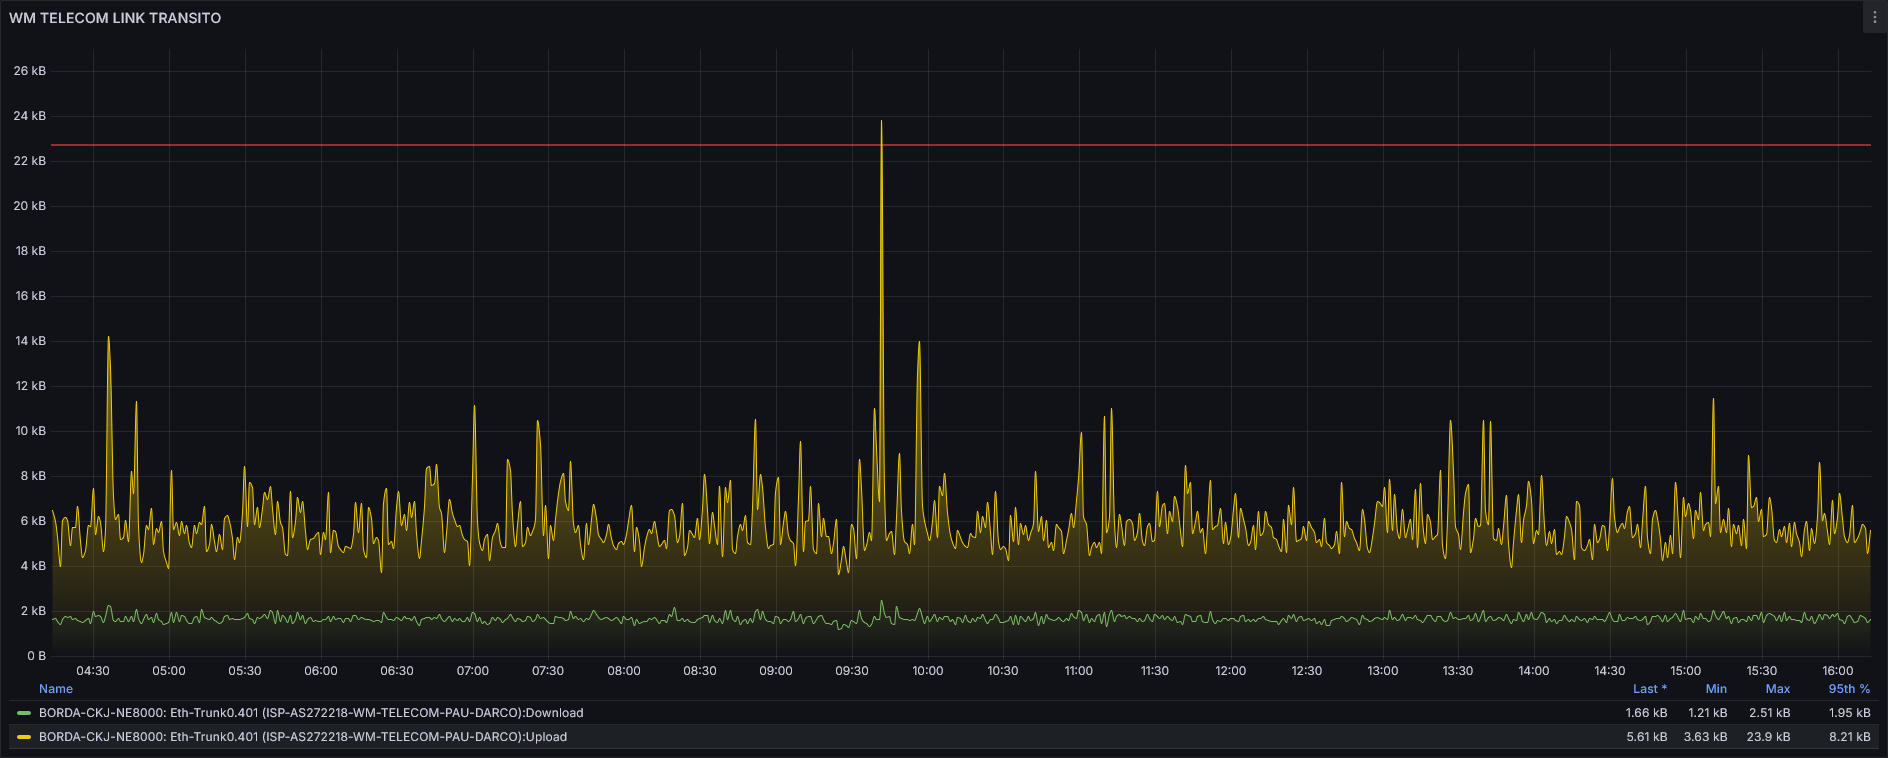 WM TELECOM LINK TRANSITO
26 kB
24 kB
22 kB
20 kB
18 kB
16 kB
14 kB
12 kB
10 kB
8 kB
6 kB
4 kB
2 kB
0 B
04:30 05:00 05:30 06:00 06:30 07:00 07:30 08:00 08:30 09:00 09:30 10:00 10:30 11:00 11:30 12:00 12:30 13:00 13:30 14:00 14:30 15:00 15:30 16:00
Name Last * Min Max 95th %
BORDA-CKJ-NE8000: Eth-Trunk0.401 (ISP-AS272218-WM-TELECOM-PAU-DARCO):Download 1.66 kB 1.21 kB 2.51 kB 1.95 kB
BORDA-CKJ-NE8000: Eth-Trunk0.401 (ISP-AS272218-WM-TELECOM-PAU-DARCO):Upload 5.61 kB 3.63 kB 23.9 kB 8.21 kB